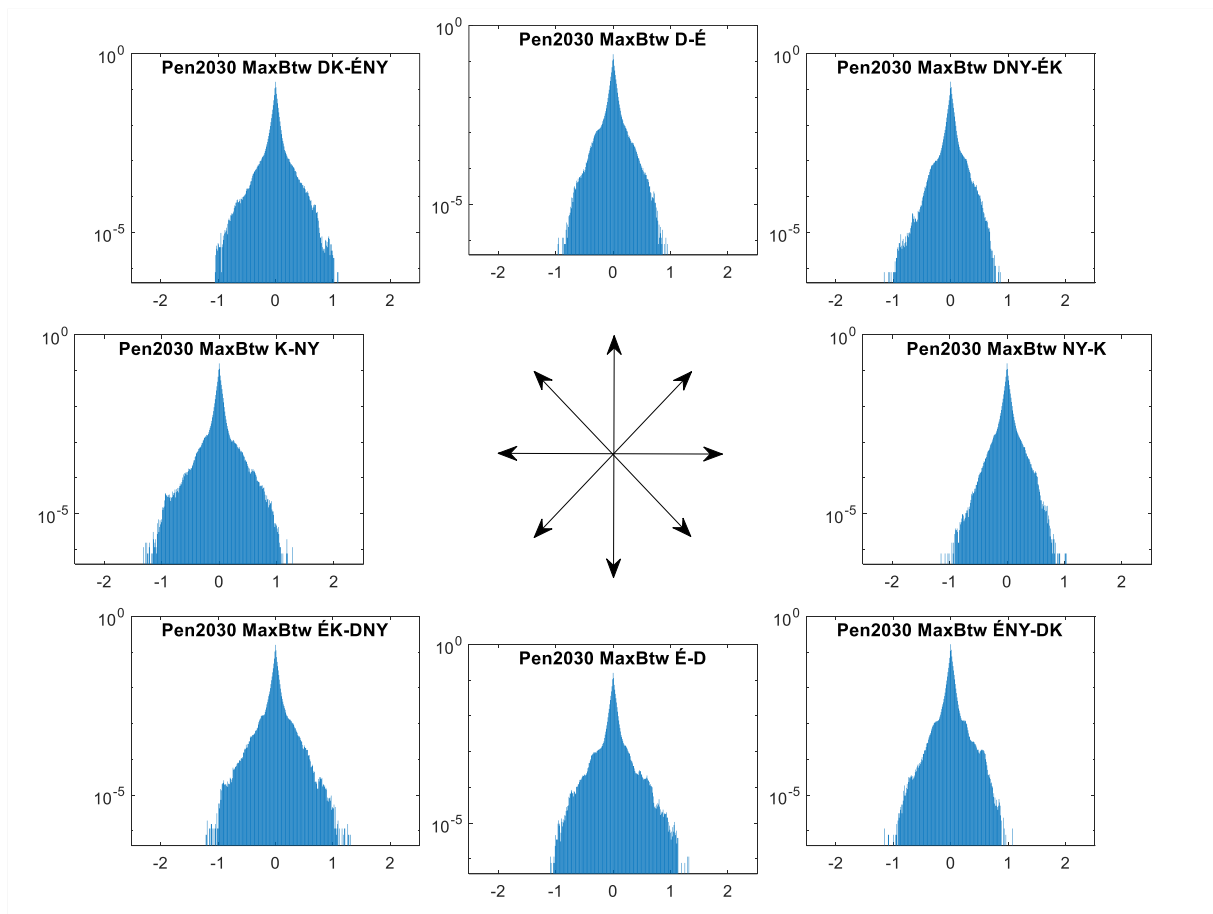 Pen2030 MaxBtw DK-ÉNY
10^0
10^-5
-2 -1 0 1 2
Pen2030 MaxBtw D-É
10^0
10^-5
-2 -1 0 1 2
Pen2030 MaxBtw DNY-ÉK
10^0
10^-5
-2 -1 0 1 2
Pen2030 MaxBtw K-NY
10^0
10^-5
-2 -1 0 1 2
Pen2030 MaxBtw NY-K
10^0
10^-5
-2 -1 0 1 2
Pen2030 MaxBtw ÉK-DNY
10^0
10^-5
-2 -1 0 1 2
Pen2030 MaxBtw É-D
10^0
10^-5
-2 -1 0 1 2
Pen2030 MaxBtw ÉNY-DK
10^0
10^-5
-2 -1 0 1 2